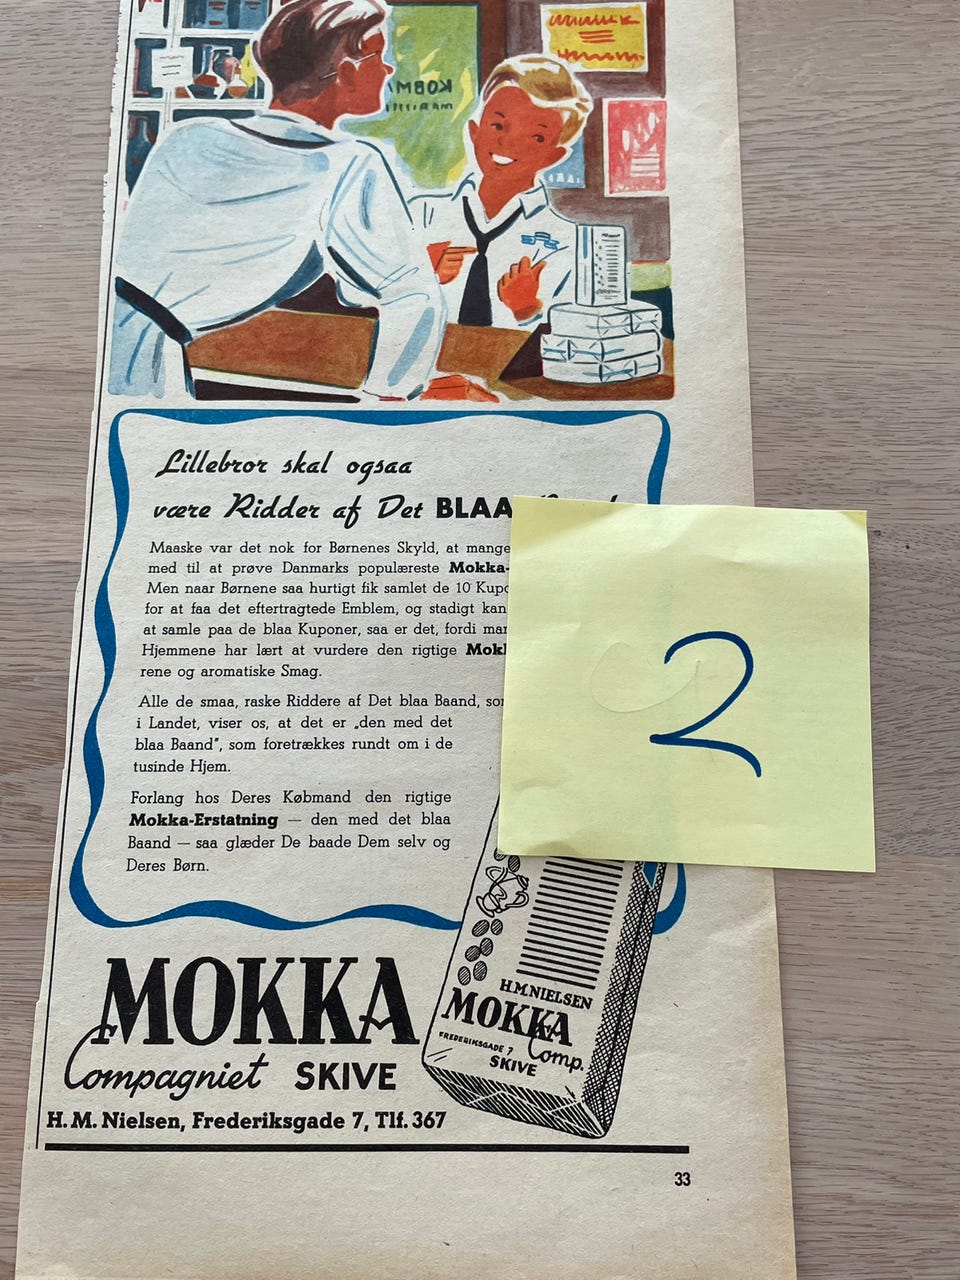 Lillebror skal ogsaa
være Ridder af Det BLAA
Maaske var det nok for Børnenes Skyld, at mange
med til at prøve Danmarks populæreste Mokka-
Men naar Børnene saa hurtigt fik samlet de 10
for at faa det eftertragtede Emblem, og stadigt kan
at samle paa de blaa Kuponer, saa er det, fordi
Hjemmene har lært at vurdere den rigtige
rene og aromatiske Smag.
Alle de smaa, raske Riddere af Det blaa Baand,
i Landet, viser os, at det er „den med det
blaa Baand", som foretrækkes rundt om i de
tusinde Hjem.
Forlang hos Deres Købmand den rigtige
Mokka-Erstatning — den med det blaa
Baand — saa glæder De baade Dem selv og
Deres Børn.
2
H.M.NIELSEN
MOKKA
Comp.
FREDERIKSGADE 7
SKIVE
MOKKA
Compagniet SKIVE
H. M. Nielsen, Frederiksgade 7, Tlf. 367
33